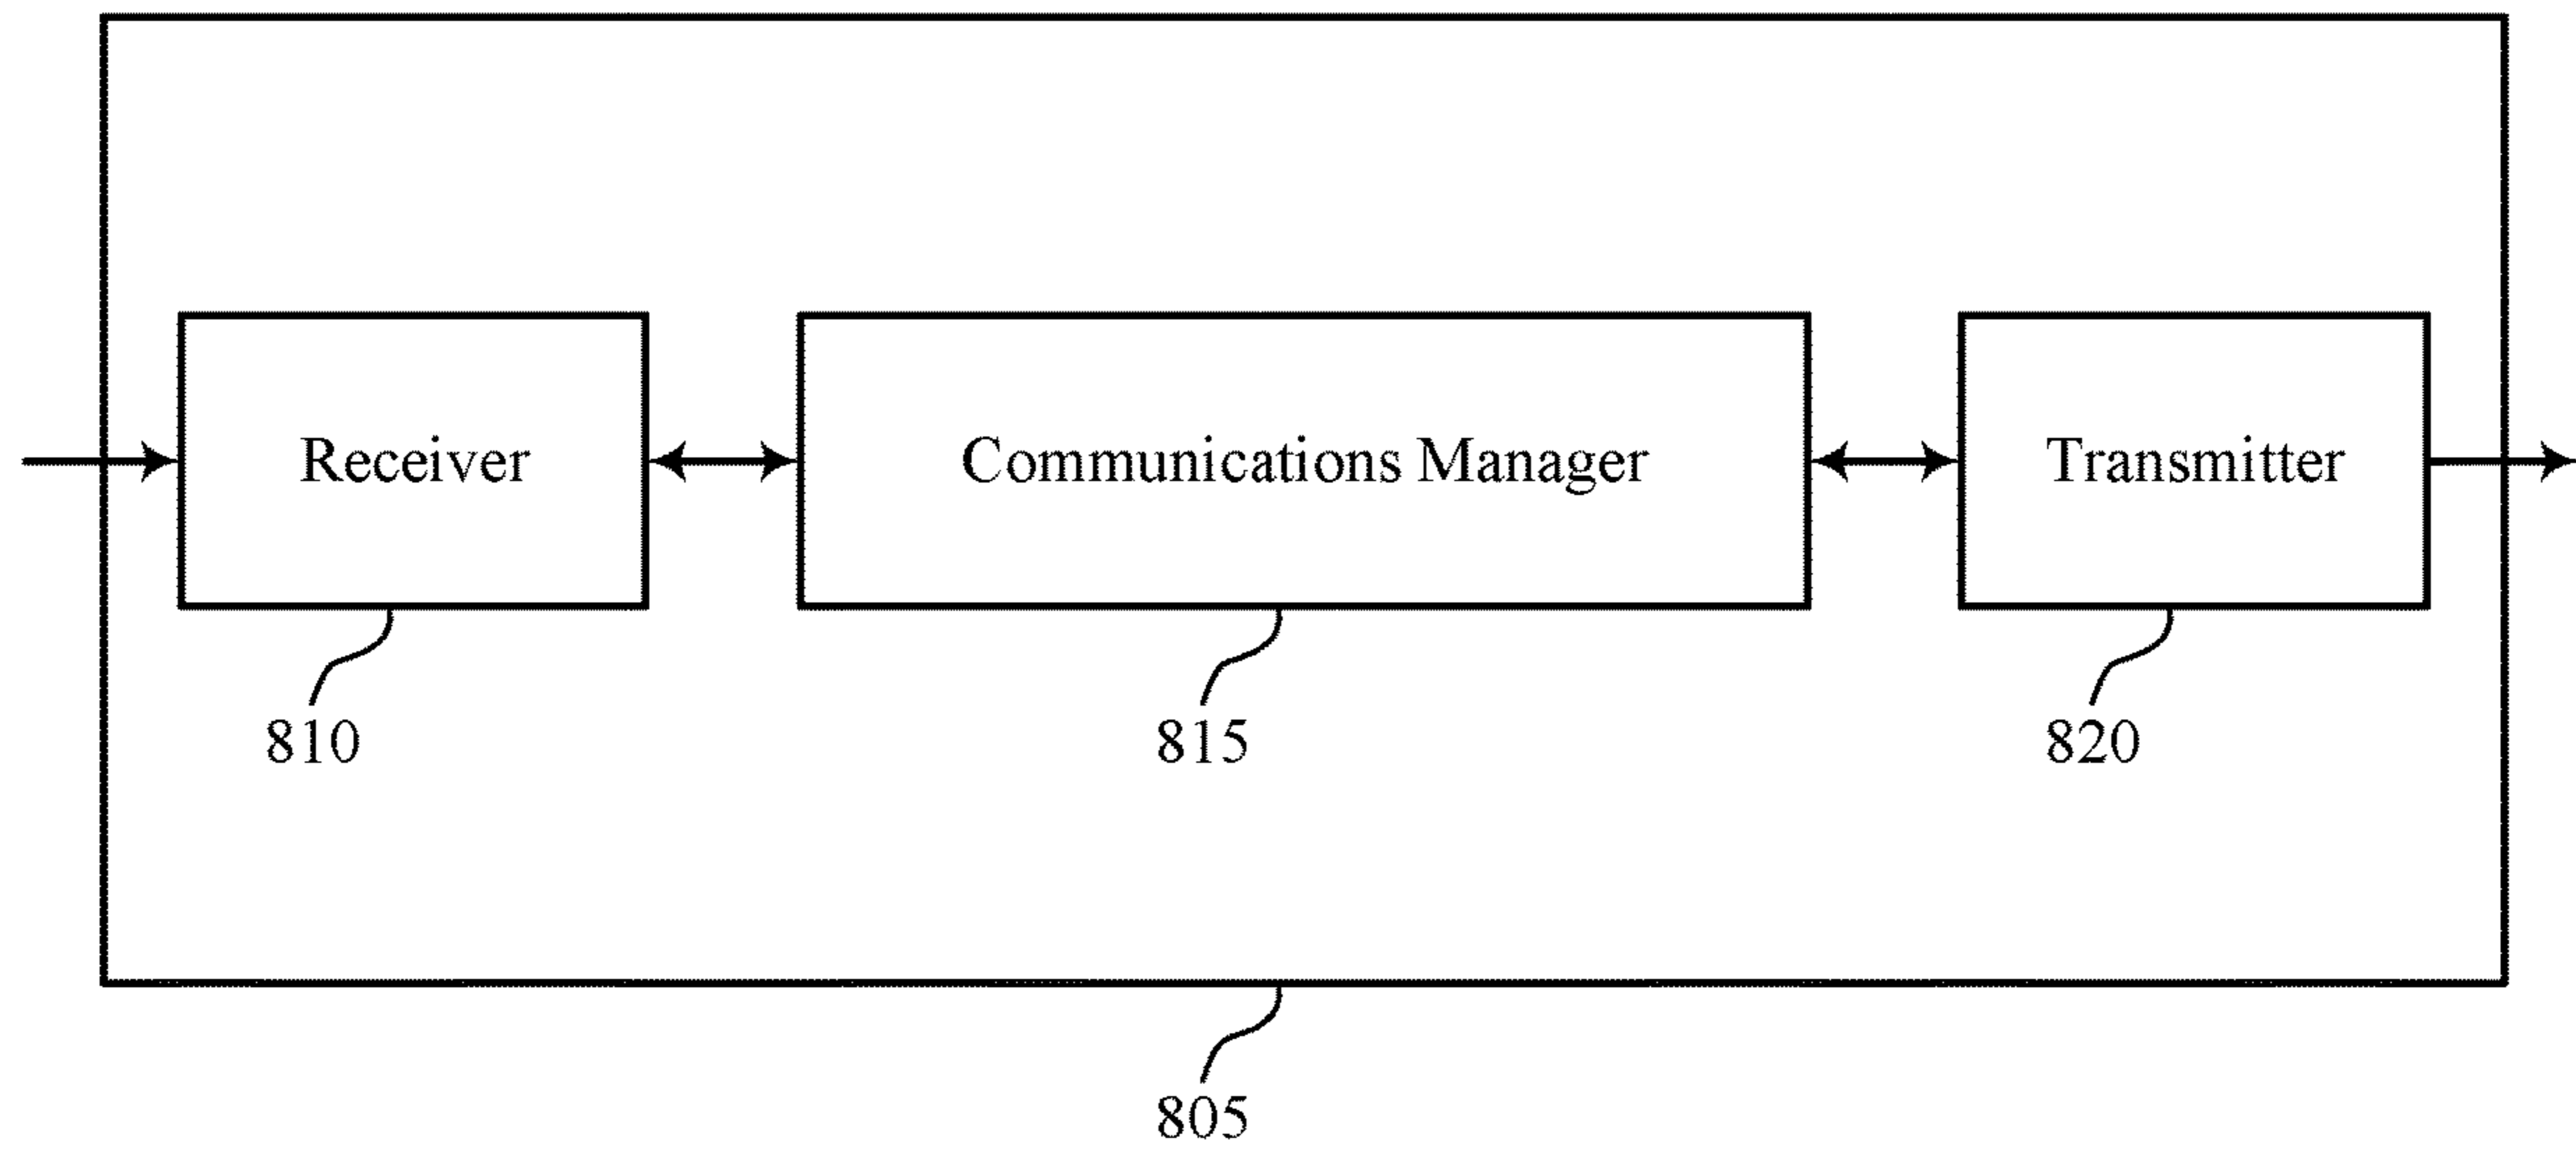 Receiver
Communications Manager
Transmitter
810
815
820
805